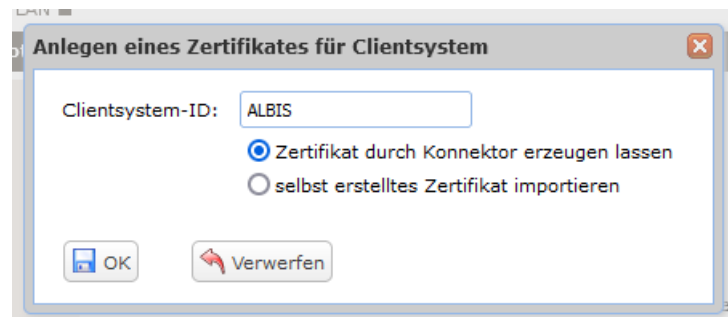 LAN
Anlegen eines Zertifikates für Clientsystem
Clientsystem-ID: ALBIS
Zertifikat durch Konnektor erzeugen lassen
selbst erstelltes Zertifikat importieren
OK Verwerfen